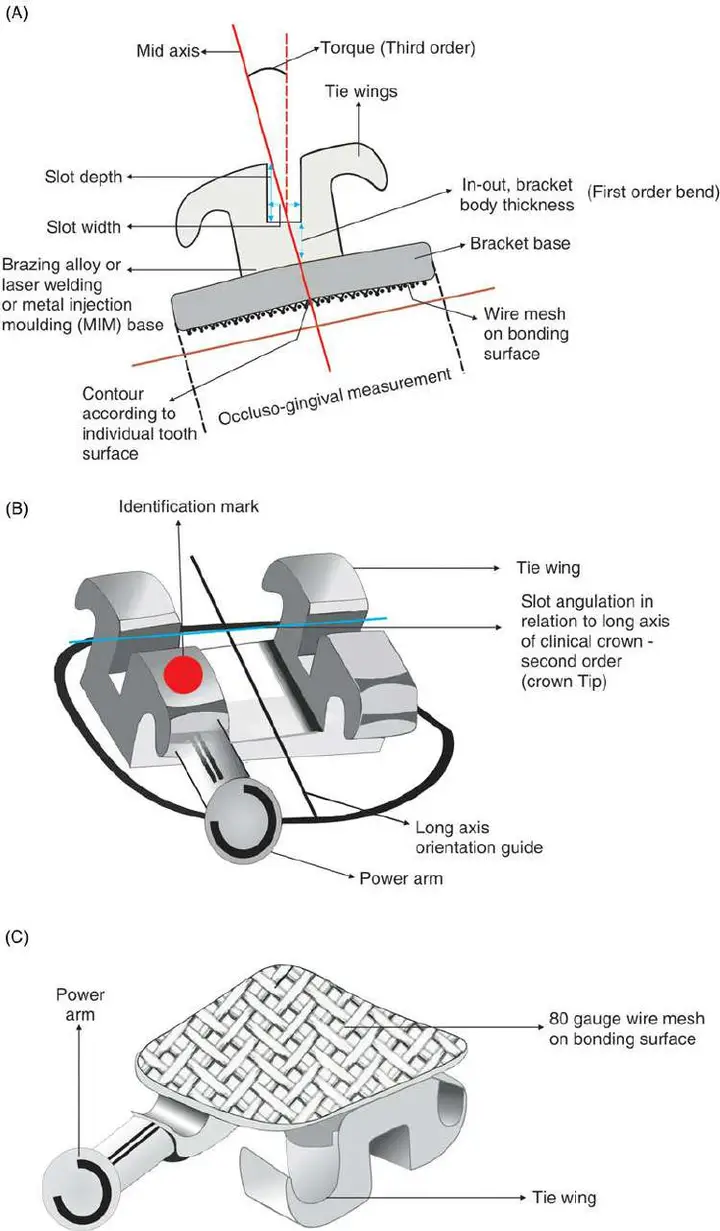 (A)
Mid axis
Torque (Third order)
Tie wings
Slot depth
In-out, bracket
body thickness
(First order bend)
Slot width
Bracket base
Brazing alloy or
laser welding
or metal injection
moulding (MIM) base
Wire mesh
on bonding
surface
Contour
according to
individual tooth
surface
Occluso-gingival measurement
(B)
Identification mark
Tie wing
Slot angulation in
relation to long axis
of clinical crown -
second order
(crown Tip)
Long axis
orientation guide
Power arm
(C)
Power
arm
80 gauge wire mesh
on bonding surface
Tie wing